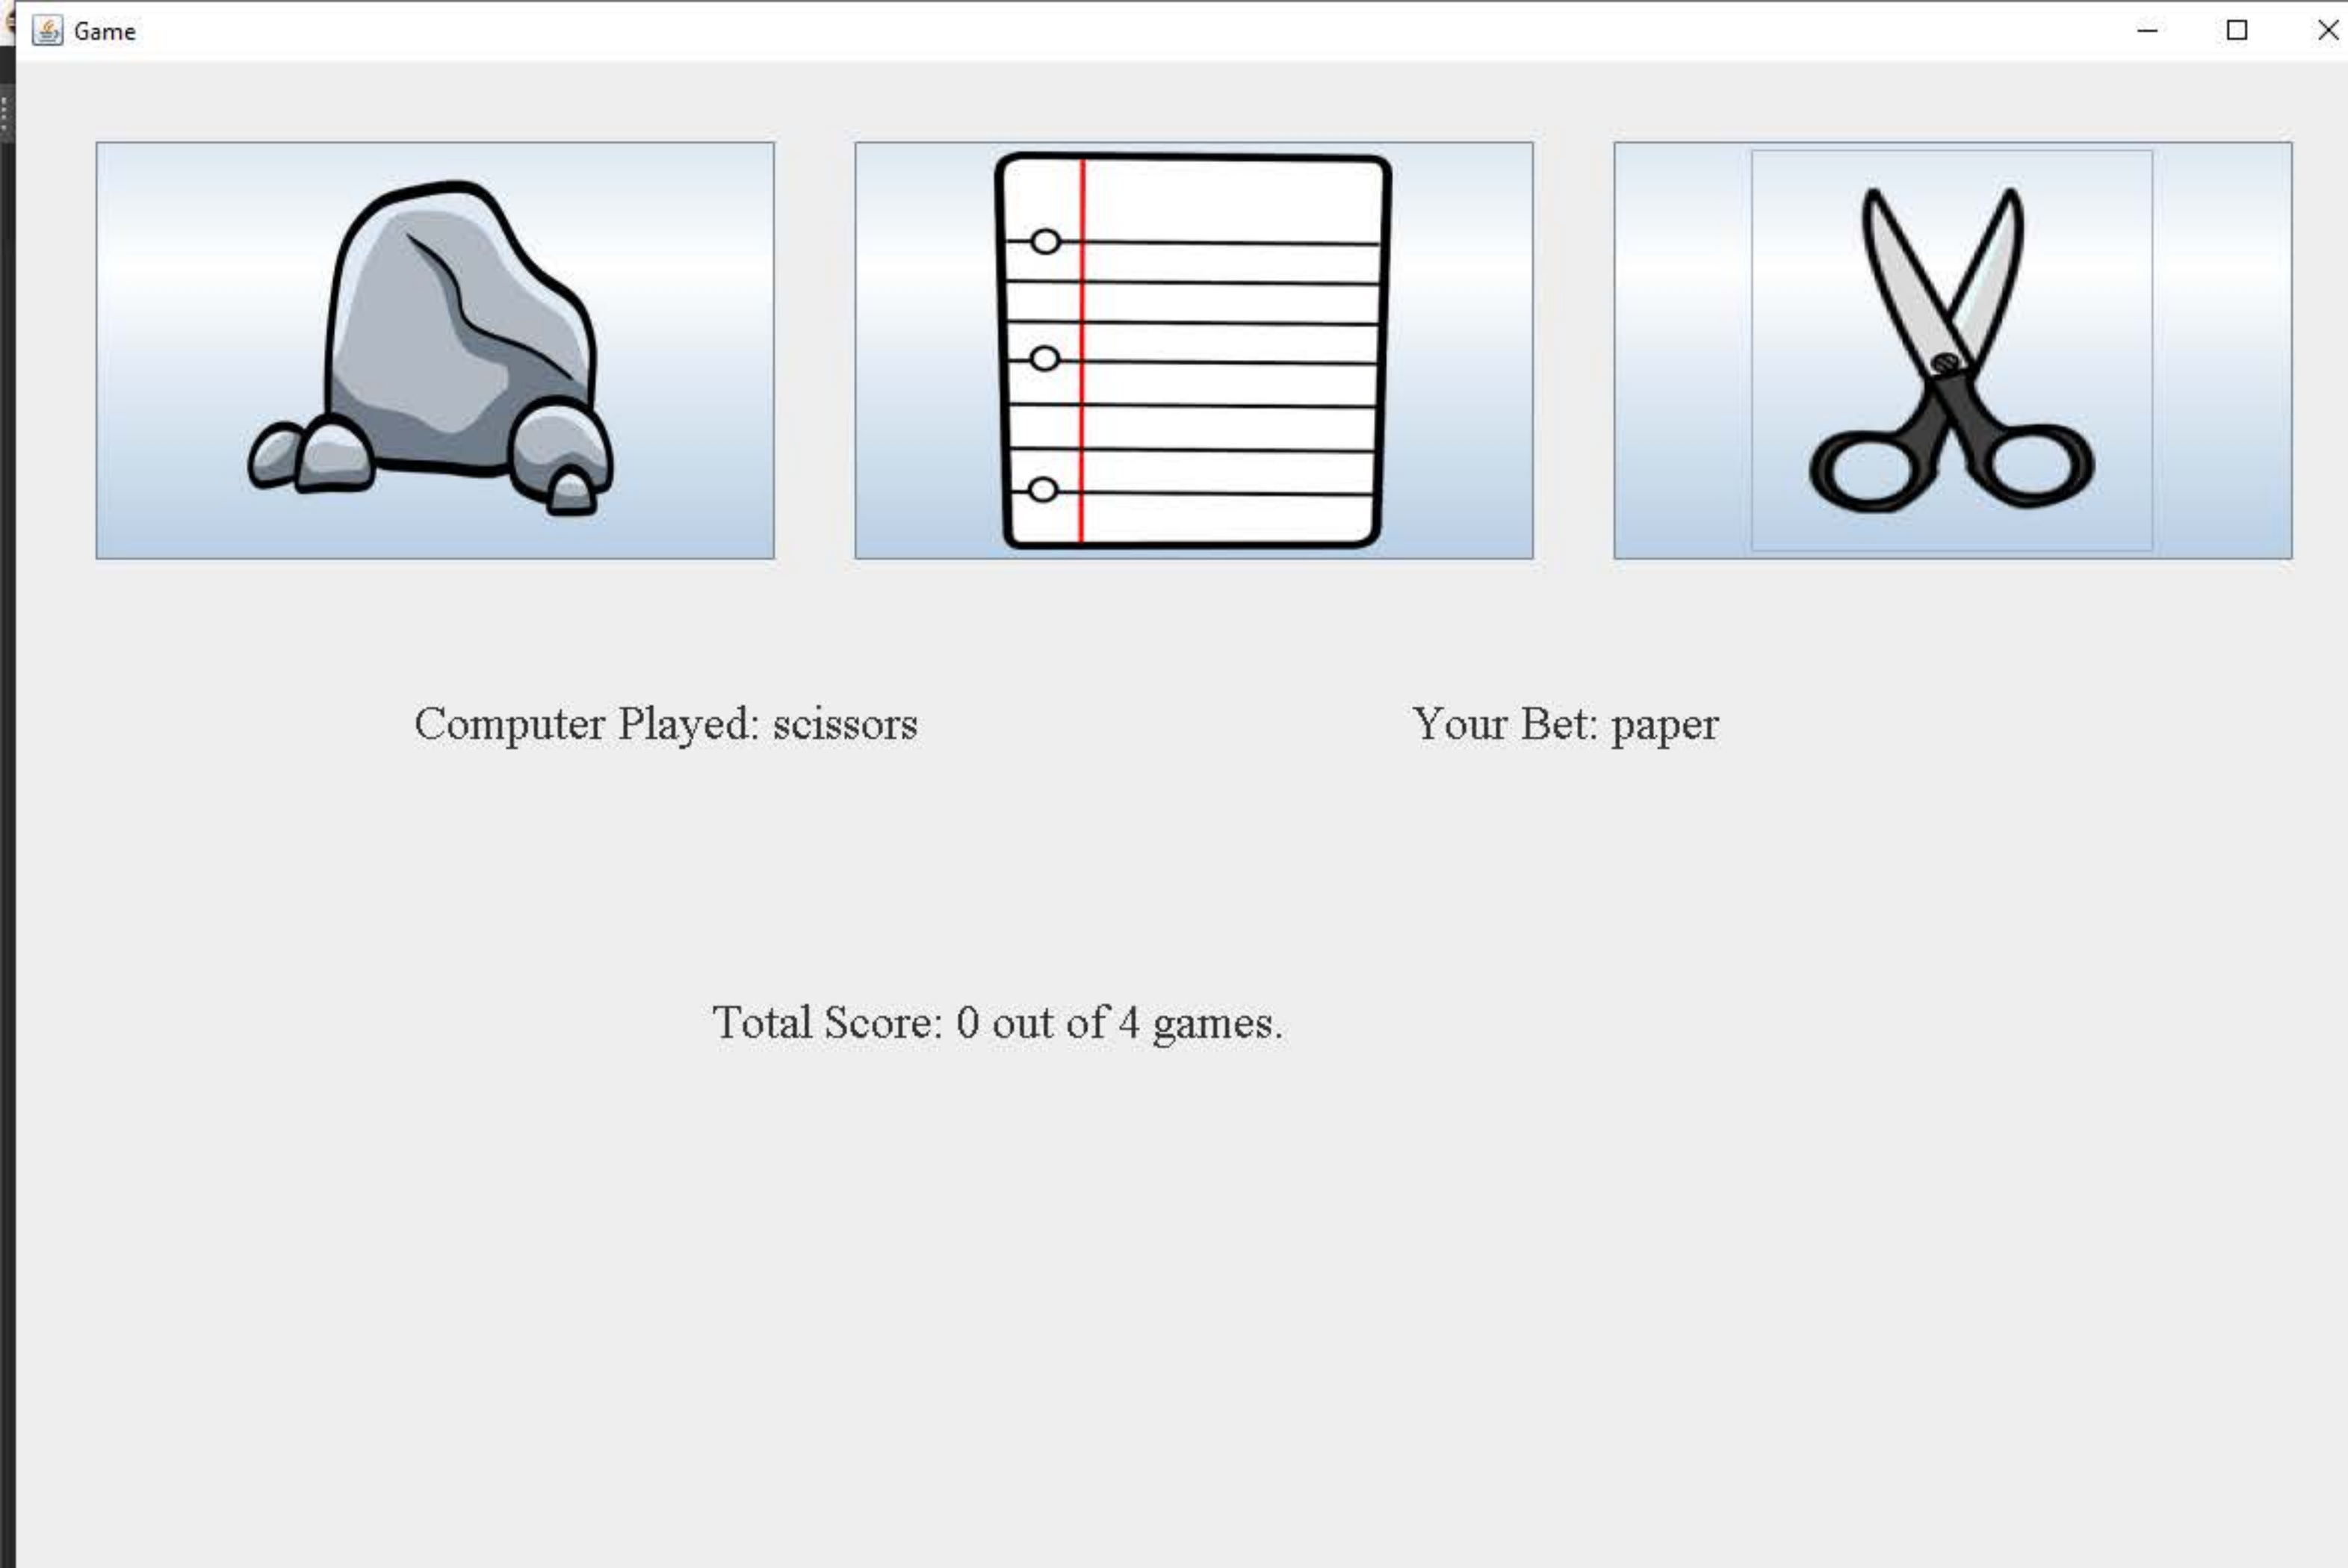 Game
Computer Played: scissors
Your Bet: paper
Total Score: 0 out of 4 games.